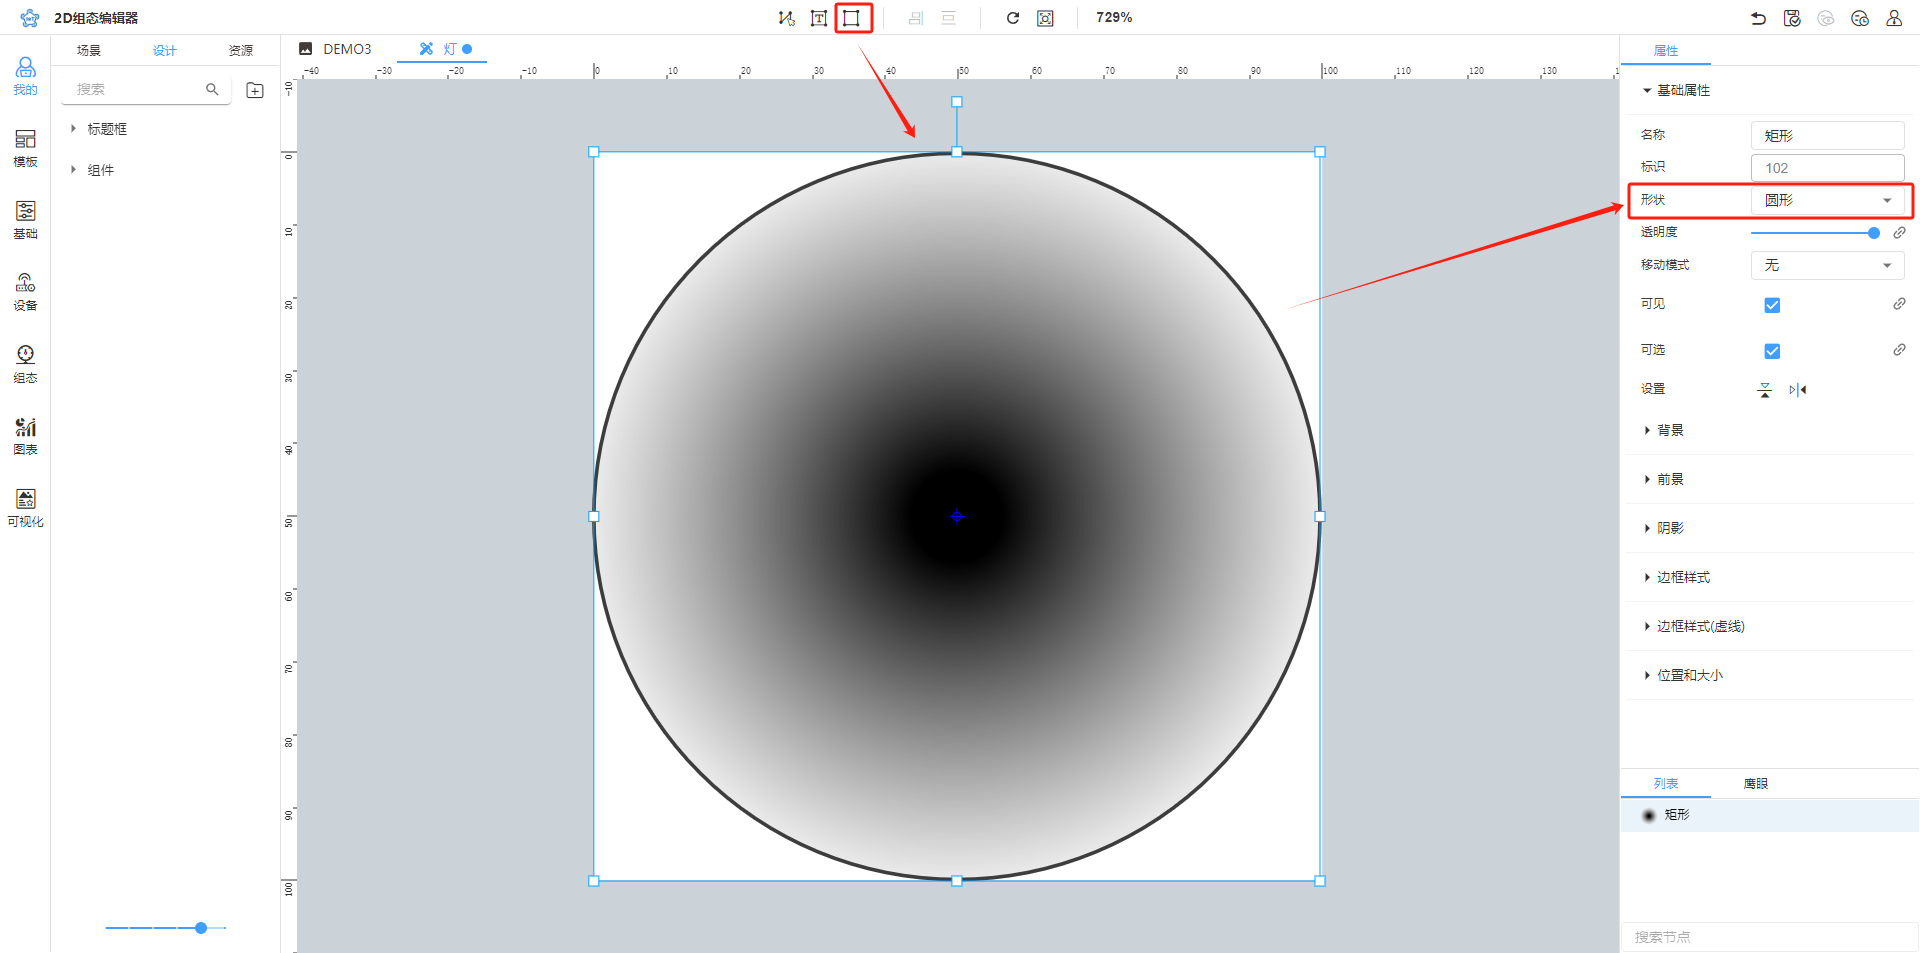 2D组态编辑器
729%
场景
设计
资源
DEMO3
灯
属性
-40
-30
-20
-10
0
10
20
30
40
50
60
70
80
90
100
110
120
130
-10
0
10
20
30
40
50
60
70
80
90
100
我的
模板
基础
设备
组态
图表
可视化
搜索
标题框
组件
基础属性
名称
矩形
标识
102
形状
圆形
透明度
移动模式
无
可见
可选
设置
背景
前景
阴影
边框样式
边框样式(虚线)
位置和大小
列表
鹰眼
矩形
搜索节点